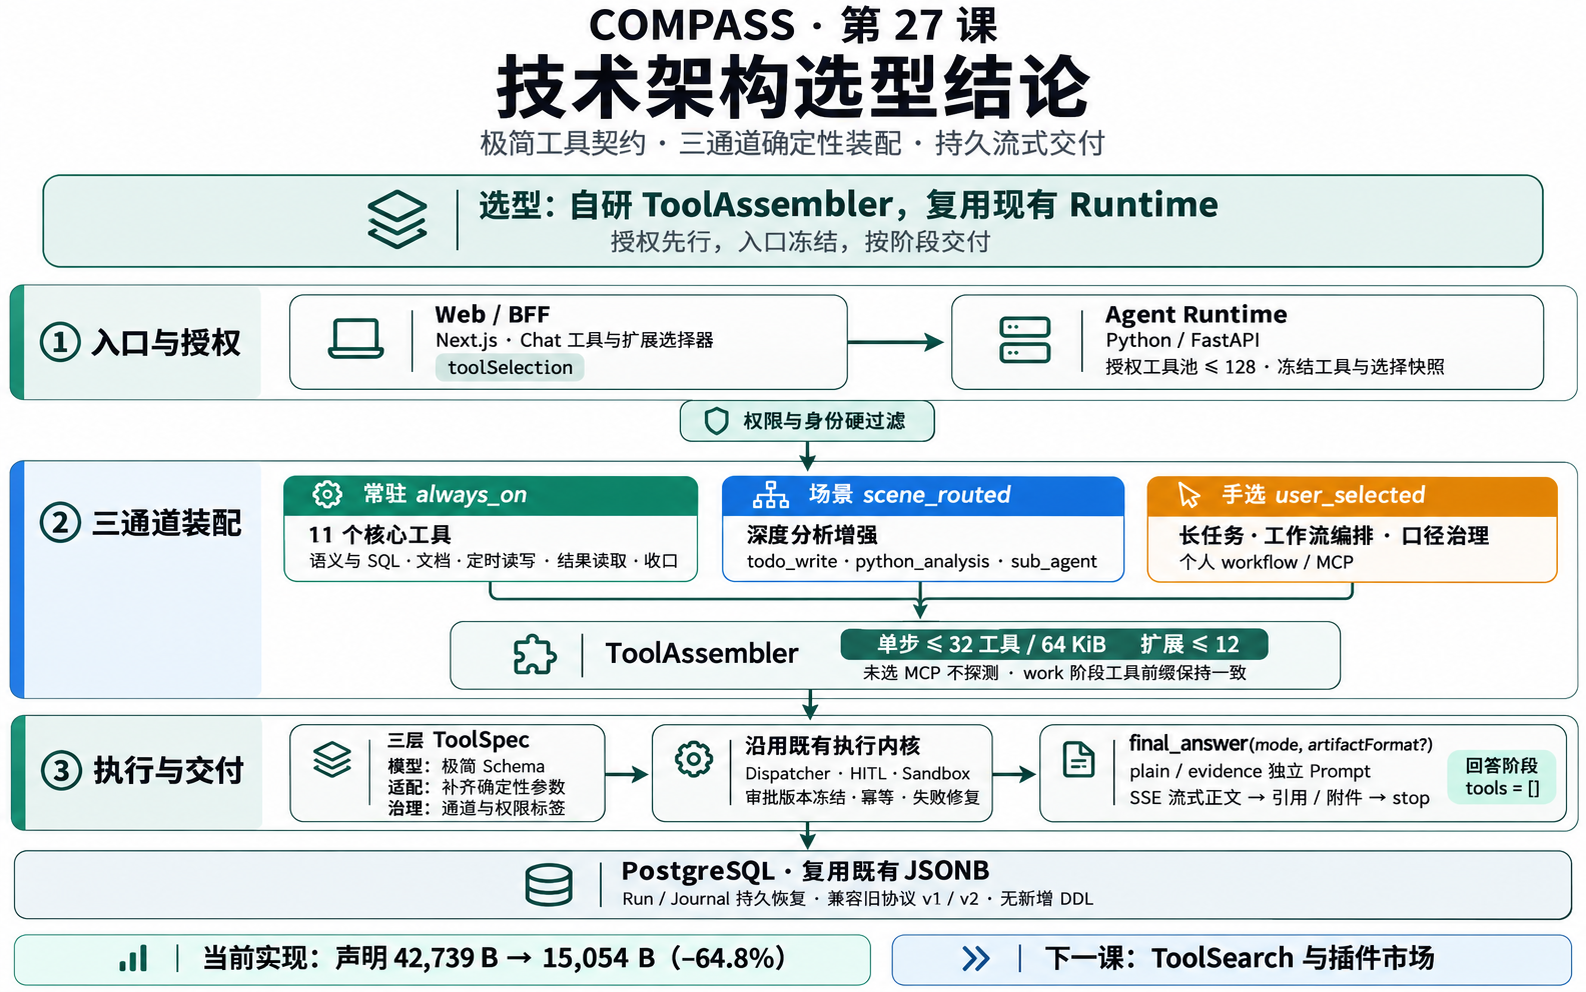 COMPASS · 第 27 课
技术架构选型结论
极简工具契约 · 三通道确定性装配 · 持久流式交付
选型：自研 ToolAssembler，复用现有 Runtime
授权先行，入口冻结，按阶段交付
① 入口与授权
Web / BFF
Next.js · Chat 工具与扩展选择器
toolSelection
Agent Runtime
Python / FastAPI
授权工具池 ≤ 128 · 冻结工具与选择快照
权限与身份硬过滤
② 三通道装配
常驻 always_on
11 个核心工具
语义与 SQL · 文档 · 定时读写 · 结果读取 · 收口
场景 scene_routed
深度分析增强
todo_write · python_analysis · sub_agent
手选 user_selected
长任务 · 工作流编排 · 口径治理
个人 workflow / MCP
ToolAssembler
单步 ≤ 32 工具 / 64 KiB 扩展 ≤ 12
未选 MCP 不探测 · work 阶段工具前缀保持一致
③ 执行与交付
三层 ToolSpec
模型：极简 Schema
适配：补齐确定性参数
治理：通道与权限标签
沿用既有执行内核
Dispatcher · HITL · Sandbox
审批版本冻结 · 幂等 · 失败修复
final_answer(mode, artifactFormat?)
plain / evidence 独立 Prompt
SSE 流式正文 → 引用 / 附件 → stop
回答阶段
tools = []
PostgreSQL · 复用既有 JSONB
Run / Journal 持久恢复 · 兼容旧协议 v1 / v2 · 无新增 DDL
当前实现：声明 42,739 B → 15,054 B（–64.8%）
下一课：ToolSearch 与插件市场